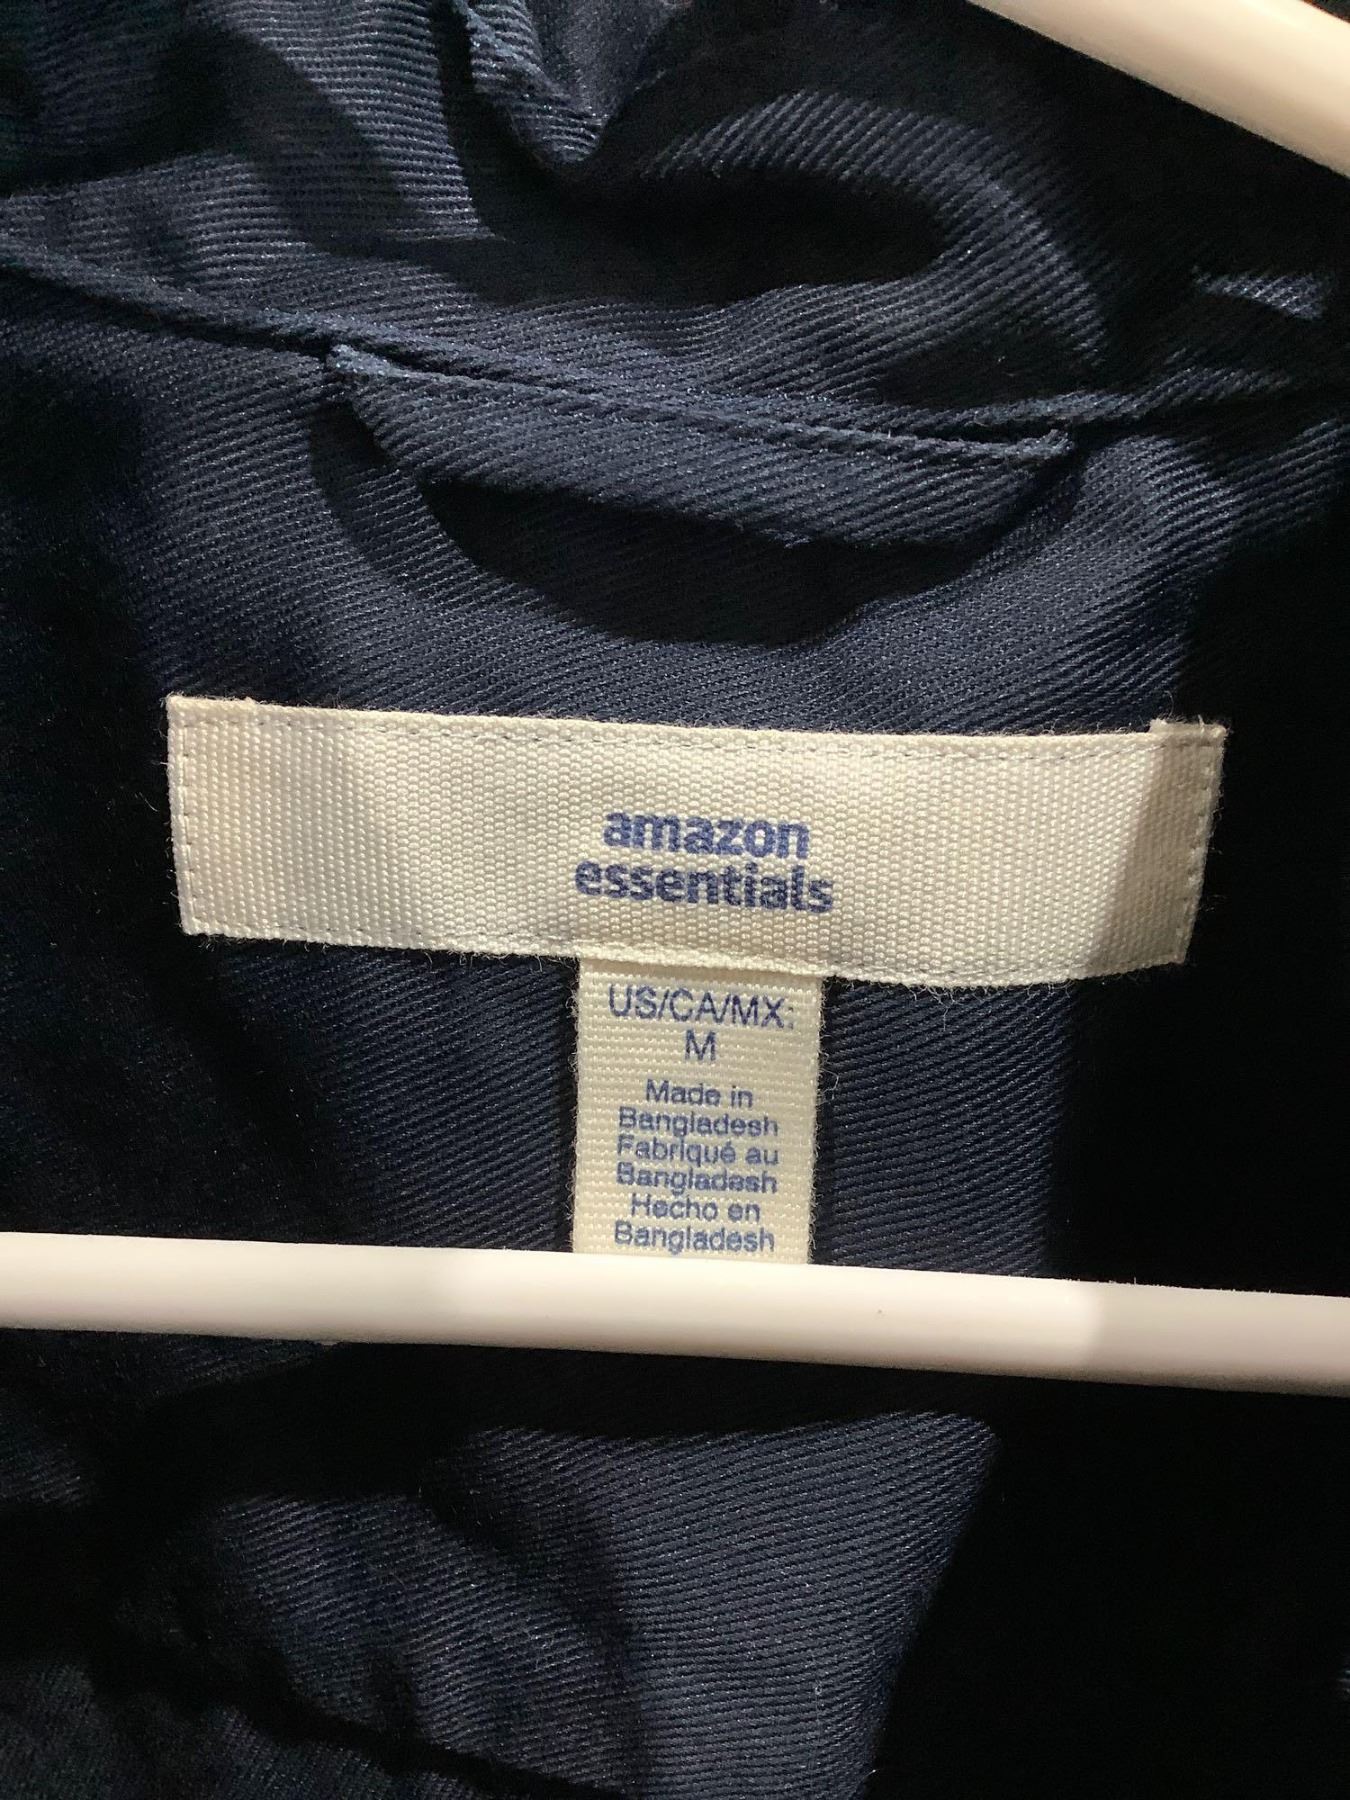 amazon
essentials
US/CA/MX:
M
Made in
Bangladesh
Fabriqué au
Bangladesh
Hecho en
Bangladesh